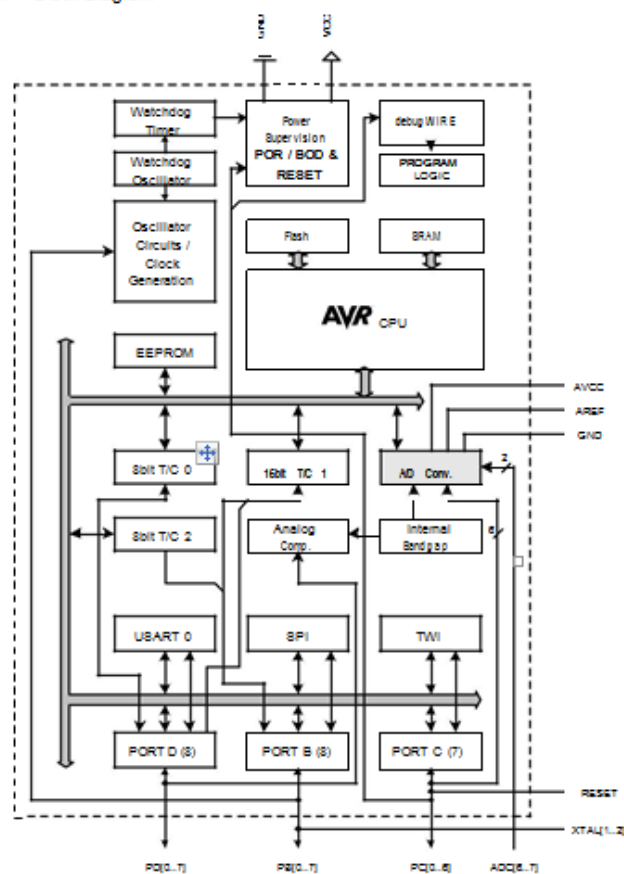 GND
VCC
Watchdog
Timer
Power
Supervision
POR / BOD &
RESET
debugWIRE
PROGRAM
LOGIC
Watchdog
Oscillator
Oscillator
Circuits /
Clock
Generation
Flash
SRAM
AVR CPU
EEPROM
AVCC
AREF
GND
8bit T/C 0
16bit T/C 1
A/D Conv.
2
8bit T/C 2
Analog
Comp.
Internal
Bandgap
6
USART 0
SPI
TWI
PORT D (8)
PORT B (8)
PORT C (7)
RESET
XTAL[1..2]
PD[0..7]
PB[0..7]
PC[0..6]
ADC[6..7]